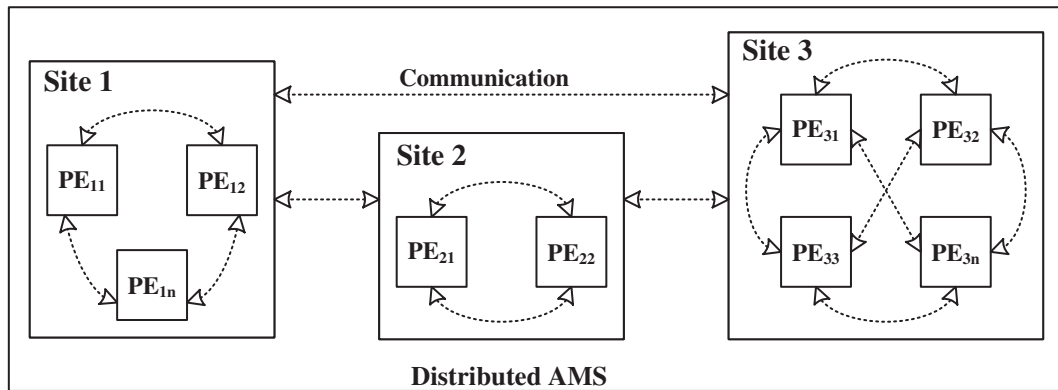 Site 1
PE11
PE12
PE1n
Communication
Site 2
PE21
PE22
Site 3
PE31
PE32
PE33
PE3n
Distributed AMS